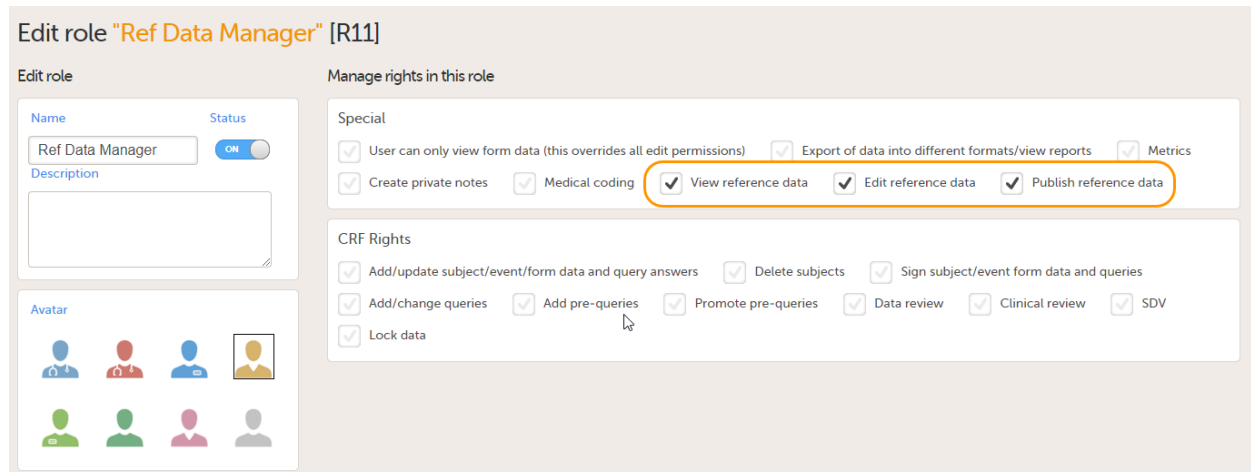 Edit role "Ref Data Manager" [R11]
Edit role
Manage rights in this role
Name
Status
Ref Data Manager
ON
Description
Avatar
Special
User can only view form data (this overrides all edit permissions) Export of data into different formats/view reports Metrics
Create private notes Medical coding View reference data Edit reference data Publish reference data
CRF Rights
Add/update subject/event/form data and query answers Delete subjects Sign subject/event form data and queries
Add/change queries Add pre-queries Promote pre-queries Data review Clinical review SDV
Lock data